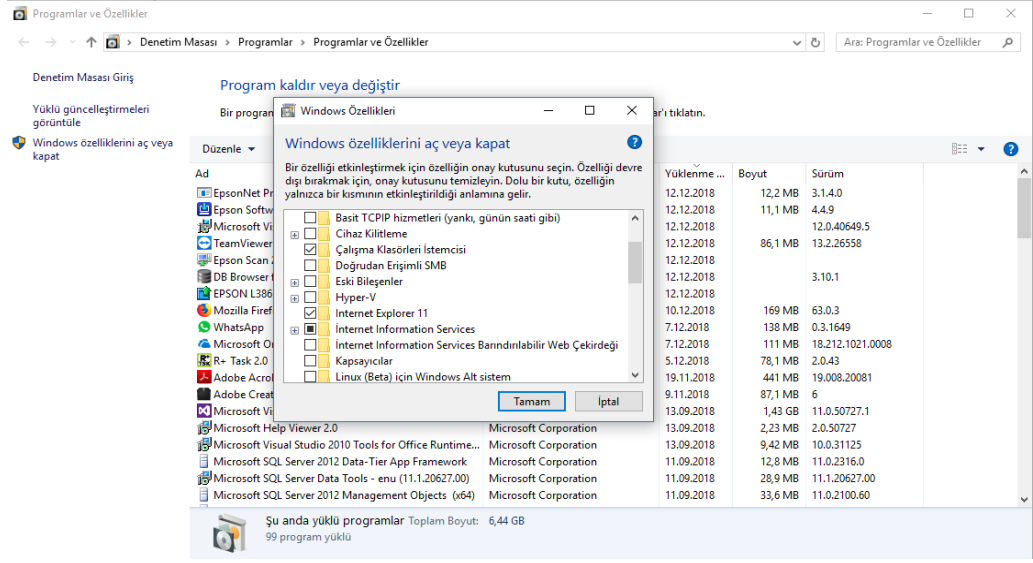 Programlar ve Özellikler
Denetim Masası > Programlar > Programlar ve Özellikler
Ara: Programlar ve Özellikler
Denetim Masası Giriş
Yüklü güncelleştirmeleri
görüntüle
Windows özelliklerini aç veya
kapat
Program kaldır veya değiştir
Bir program
ar'ı tıklatın.
Windows Özellikleri
Windows özelliklerini aç veya kapat
Bir özelliği etkinleştirmek için özelliğin onay kutusunu seçin. Özelliği devre
dışı bırakmak için, onay kutusunu temizleyin. Dolu bir kutu, özelliğin
yalnızca bir kısmının etkinleştirildiği anlamına gelir.
Basit TCPIP hizmetleri (yankı, günün saati gibi)
Cihaz Kilitleme
Çalışma Klasörleri İstemcisi
Doğrudan Erişimli SMB
Eski Bileşenler
Hyper-V
Internet Explorer 11
İnternet Information Services
İnternet Information Services Barındırılabilir Web Çekirdeği
Kapsayıcılar
Linux (Beta) için Windows Alt sistem
Tamam İptal
Düzenle
Ad Yüklenme ... Boyut Sürüm
EpsonNet Pr 12.12.2018 12,2 MB 3.1.4.0
Epson Softw 12.12.2018 11,1 MB 4.4.9
Microsoft Vi 12.12.2018 12.0.40649.5
TeamViewer 12.12.2018 86,1 MB 13.2.26558
Epson Scan 2 12.12.2018
DB Browser f 12.12.2018 3.10.1
EPSON L386 12.12.2018
Mozilla Firef 10.12.2018 169 MB 63.0.3
WhatsApp 7.12.2018 138 MB 0.3.1649
Microsoft O 7.12.2018 111 MB 18.212.1021.0008
R+ Task 2.0 5.12.2018 78,1 MB 2.0.43
Adobe Acrol 19.11.2018 441 MB 19.008.20081
Adobe Creat 9.11.2018 87,1 MB 6
Microsoft Vi 13.09.2018 1,43 GB 11.0.50727.1
Microsoft Help Viewer 2.0 Microsoft Corporation 13.09.2018 2,23 MB 2.0.50727
Microsoft Visual Studio 2010 Tools for Office Runtime... Microsoft Corporation 13.09.2018 9,42 MB 10.0.31125
Microsoft SQL Server 2012 Data-Tier App Framework Microsoft Corporation 11.09.2018 12,8 MB 11.0.2316.0
Microsoft SQL Server Data Tools - enu (11.1.20627.00) Microsoft Corporation 11.09.2018 28,9 MB 11.1.20627.00
Microsoft SQL Server 2012 Management Objects (x64) Microsoft Corporation 11.09.2018 33,6 MB 11.0.2100.60
Şu anda yüklü programlar Toplam Boyut: 6,44 GB
99 program yüklü